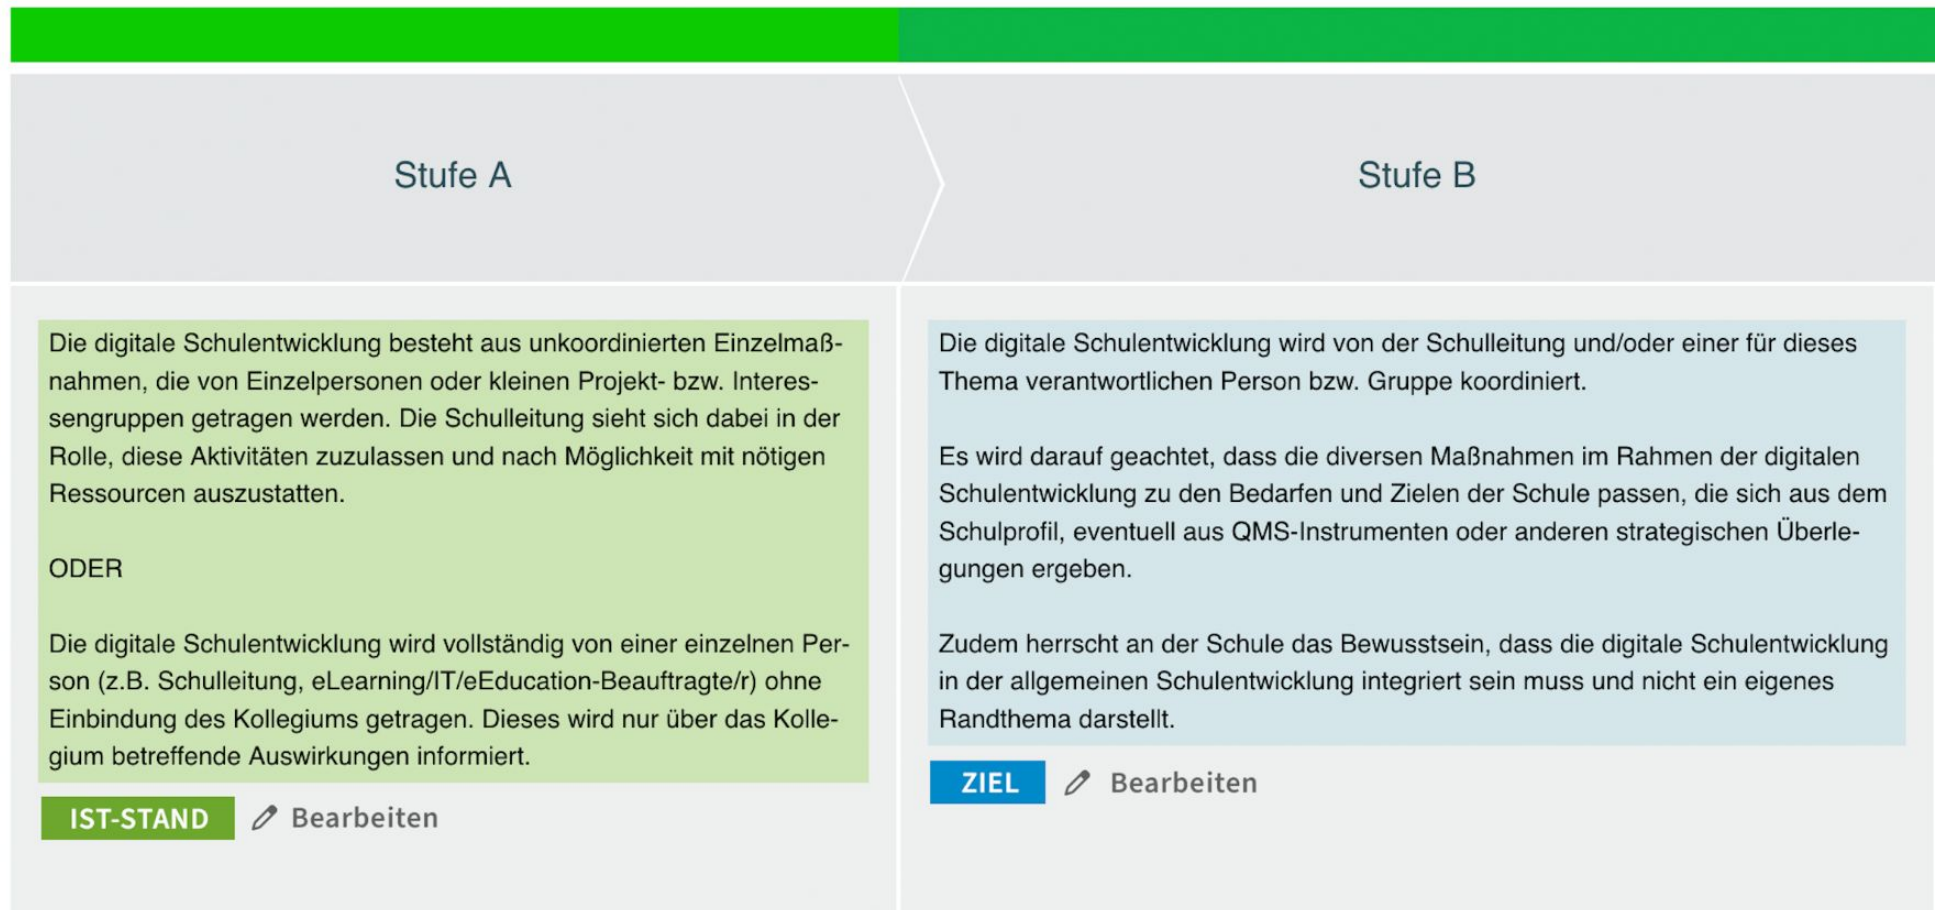 Stufe A
Stufe B
Die digitale Schulentwicklung besteht aus unkoordinierten Einzelmaß-
nahmen, die von Einzelpersonen oder kleinen Projekt- bzw. Interes-
sengruppen getragen werden. Die Schulleitung sieht sich dabei in der
Rolle, diese Aktivitäten zuzulassen und nach Möglichkeit mit nötigen
Ressourcen auszustatten.
ODER
Die digitale Schulentwicklung wird vollständig von einer einzelnen Per-
son (z.B. Schulleitung, eLearning/IT/eEducation-Beauftragte/r) ohne
Einbindung des Kollegiums getragen. Dieses wird nur über das Kolle-
gium betreffende Auswirkungen informiert.
IST-STAND Bearbeiten
Die digitale Schulentwicklung wird von der Schulleitung und/oder einer für dieses
Thema verantwortlichen Person bzw. Gruppe koordiniert.
Es wird darauf geachtet, dass die diversen Maßnahmen im Rahmen der digitalen
Schulentwicklung zu den Bedarfen und Zielen der Schule passen, die sich aus dem
Schulprofil, eventuell aus QMS-Instrumenten oder anderen strategischen Überle-
gungen ergeben.
Zudem herrscht an der Schule das Bewusstsein, dass die digitale Schulentwicklung
in der allgemeinen Schulentwicklung integriert sein muss und nicht ein eigenes
Randthema darstellt.
ZIEL Bearbeiten